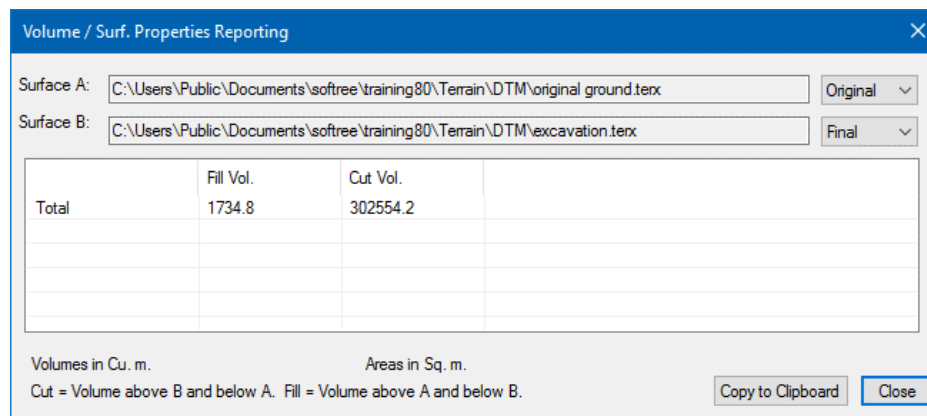 Volume / Surf. Properties Reporting
Surface A: C:\Users\Public\Documents\softree\training80\Terrain\DTM\original ground.terx Original
Surface B: C:\Users\Public\Documents\softree\training80\Terrain\DTM\excavation.terx Final
Fill Vol. Cut Vol.
Total 1734.8 302554.2
Volumes in Cu. m. Areas in Sq. m.
Cut = Volume above B and below A. Fill = Volume above A and below B. Copy to Clipboard Close